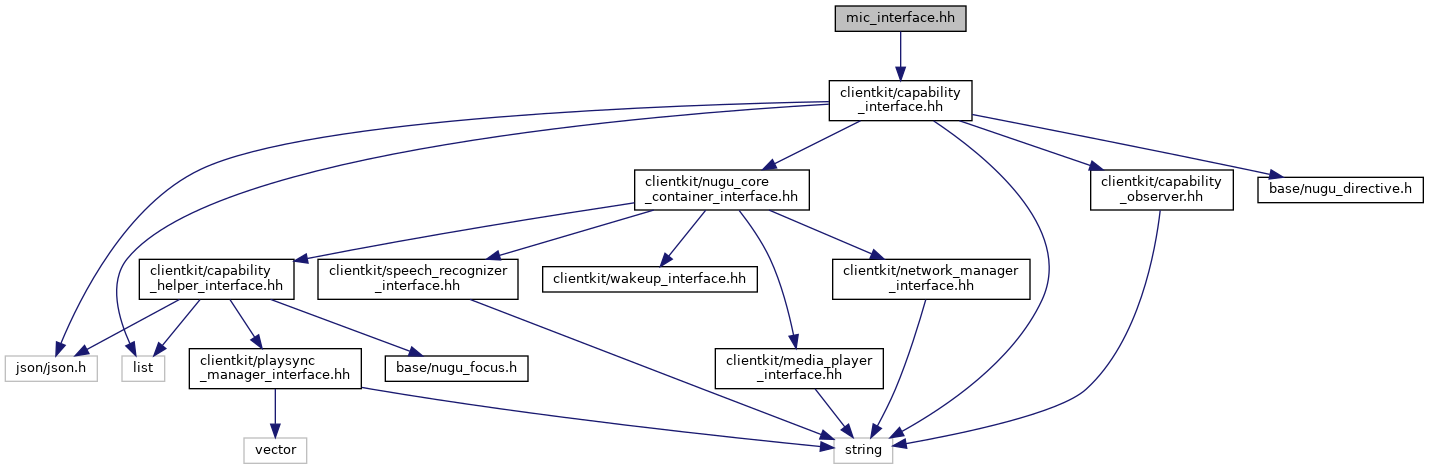 mic_interface.hh
clientkit/capability
_interface.hh
clientkit/nugu_core
_container_interface.hh
clientkit/capability
_observer.hh
base/nugu_directive.h
clientkit/capability
_helper_interface.hh
clientkit/speech_recognizer
_interface.hh
clientkit/wakeup_interface.hh
clientkit/network_manager
_interface.hh
json/json.h
list
clientkit/playsync
_manager_interface.hh
base/nugu_focus.h
clientkit/media_player
_interface.hh
vector
string